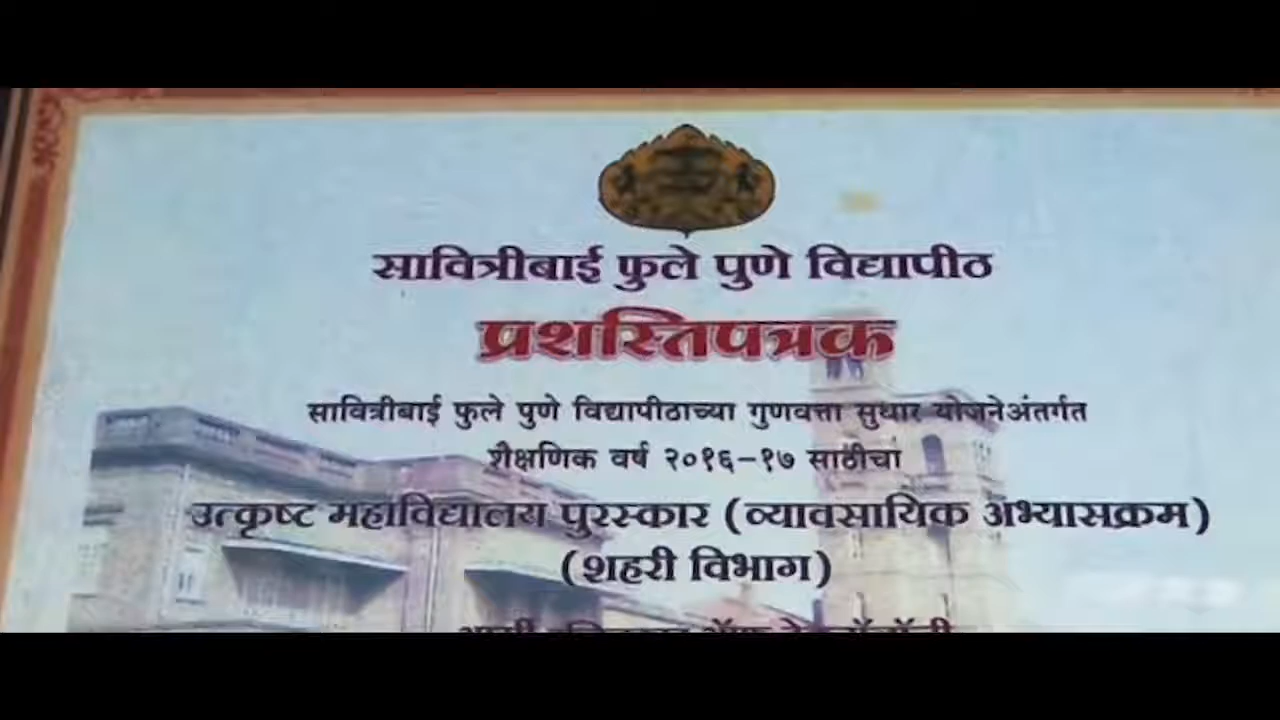 सावित्रीबाई फुले पुणे विद्यापीठ
प्रशस्तिपत्रक
सावित्रीबाई फुले पुणे विद्यापीठाच्या गुणवत्ता सुधार योजनेअंतर्गत
शैक्षणिक वर्ष २०१६-१७ साठीचा
उत्कृष्ट महाविद्यालय पुरस्कार (व्यावसायिक अभ्यासक्रम)
(शहरी विभाग)